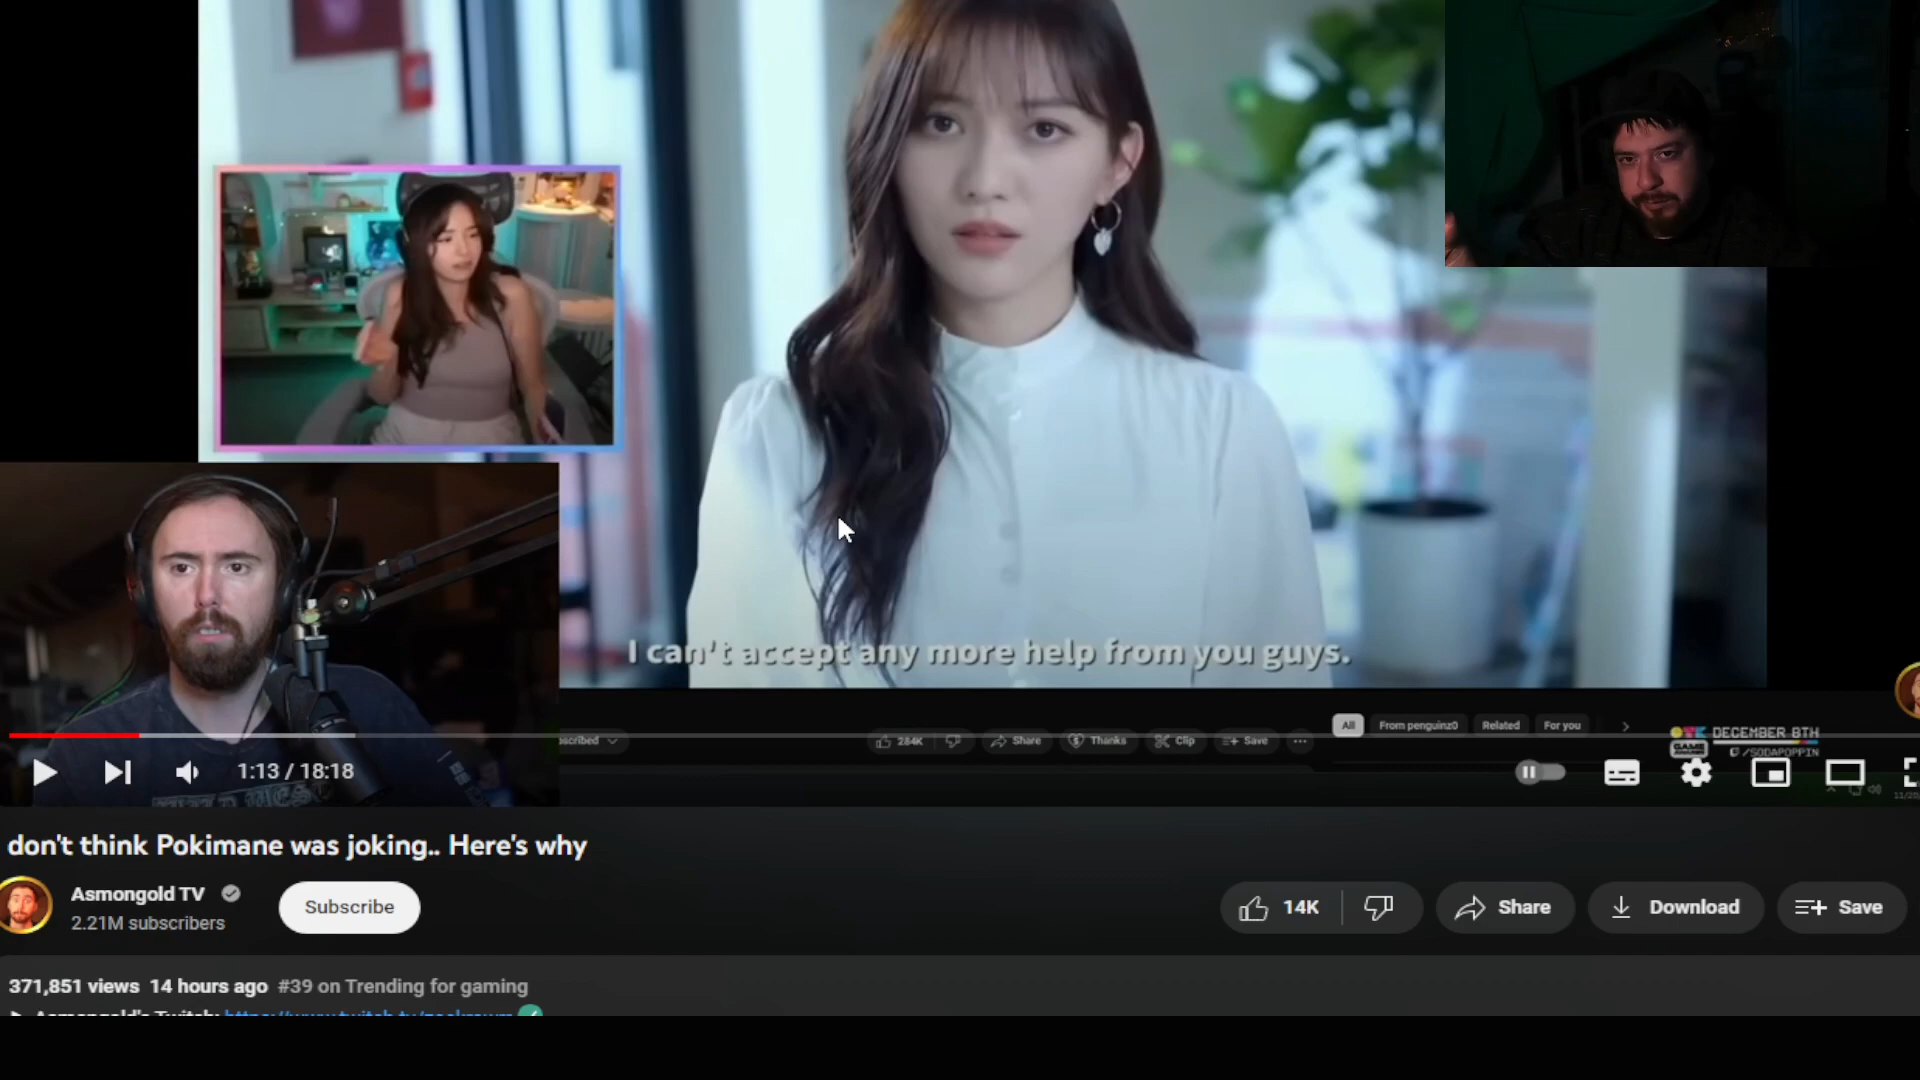 I can't accept any more help from you guys.
All From penguinz0 Related For you
284K Share Thanks Clip Save
DECEMBER 8TH
GAME
/SODAPOPPIN
1:13 / 18:18
don't think Pokimane was joking.. Here's why
Asmongold TV
2.21M subscribers
Subscribe
14K Share Download Save
371,851 views 14 hours ago #39 on Trending for gaming